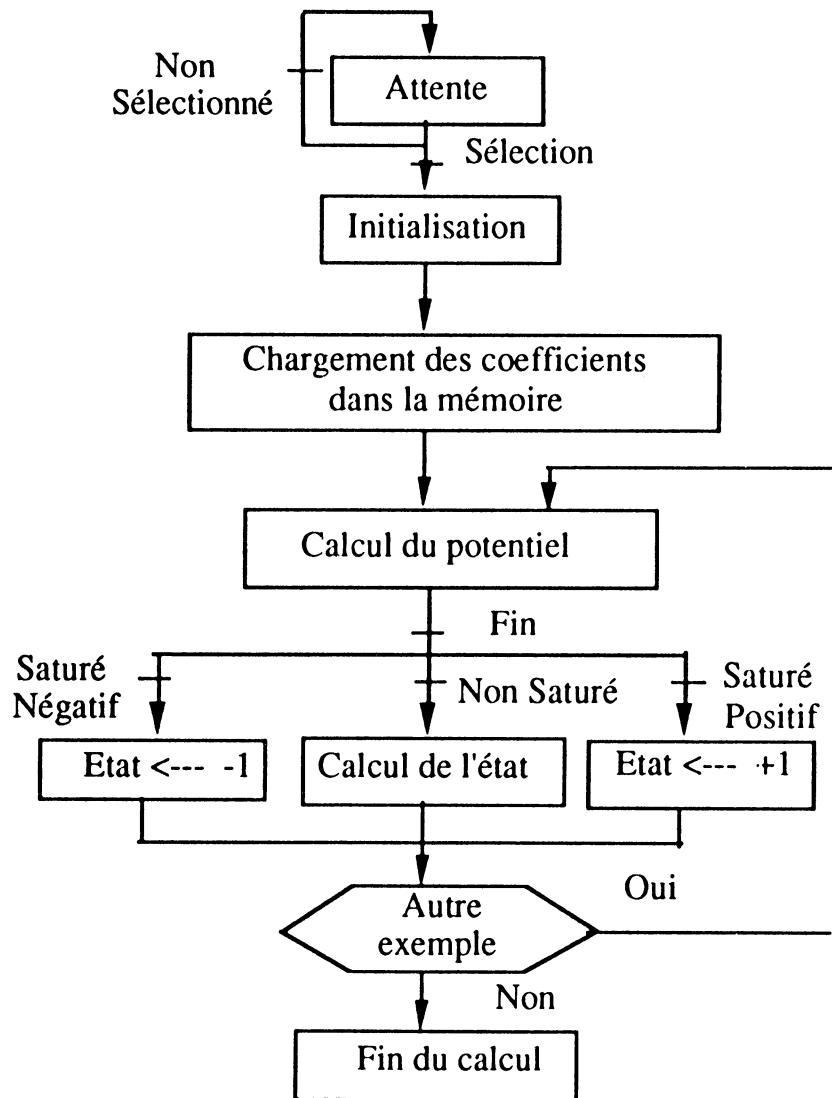 Non
Sélectionné
Attente
Sélection
Initialisation
Chargement des coefficients
dans la mémoire
Calcul du potentiel
Fin
Saturé
Négatif
Non Saturé
Saturé
Positif
Etat <--- -1
Calcul de l'état
Etat <--- +1
Autre
exemple
Oui
Non
Fin du calcul